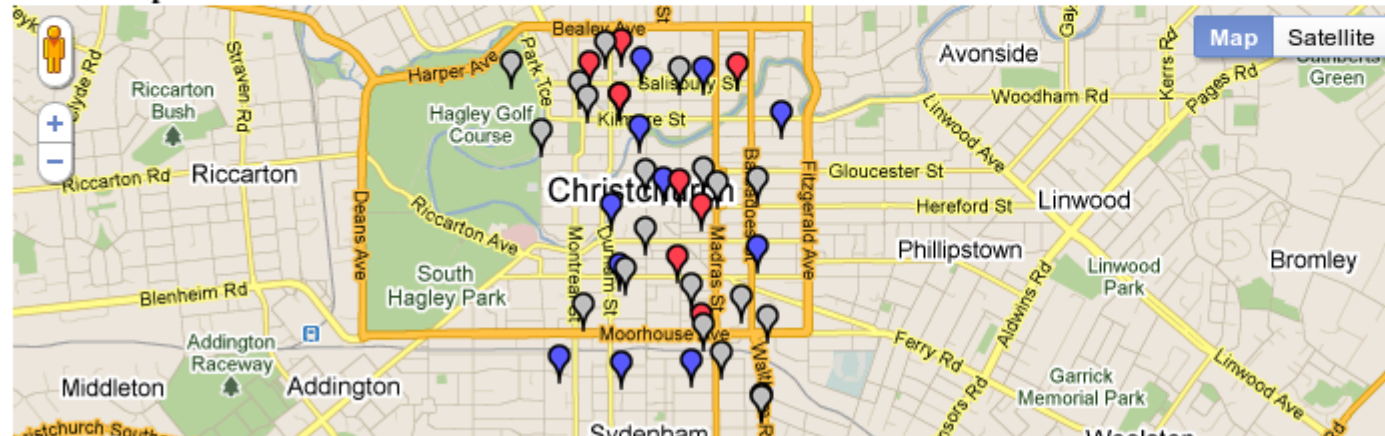 St
Gay
Bealey Ave
Map
Satellite
Avonside
Kerrs Rd
Pages Rd
Cuthberts
Green
Straven Rd
Harper Ave
Park Tce
Salisbury St
Riccarton
Bush
Woodham Rd
Hagley Golf
Course
Kilmore St
Linwood Ave
Riccarton Rd
Riccarton
Gloucester St
Christchurch
Fitzgerald Ave
Hereford St
Linwood
Deans Ave
Riccarton Ave
Montreal St
Durham St
Madras St
Phillipstown
Linwood
Park
Bromley
South
Hagley Park
Aldwins Rd
Blenheim Rd
Moorhouse Ave
Addington
Raceway
Ferry Rd
Linwood Ave
Middleton
Addington
Garrick
Memorial Park
Sydenham
Woolston
Rd